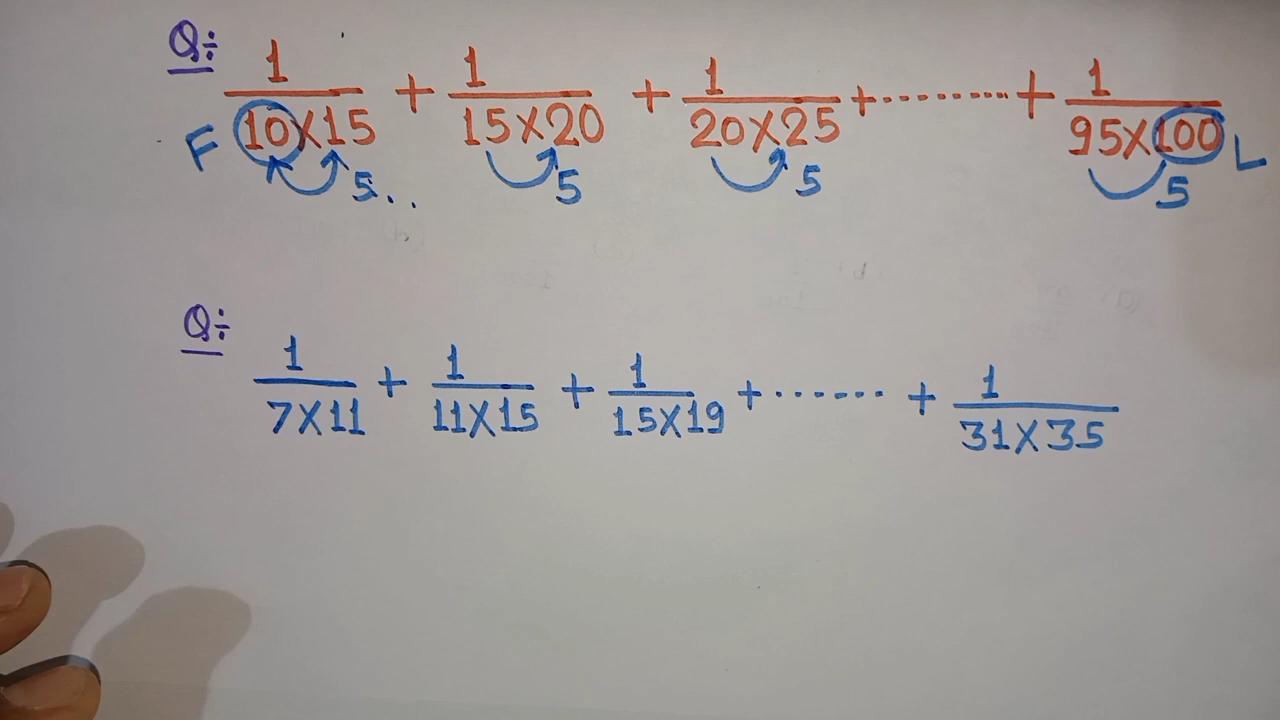 Q:
1/10×15 + 1/15×20 + 1/20×25 +..........+ 1/95×100
F 5.. 5 5 5 L
Q:
1/7×11 + 1/11×15 + 1/15×19 +.......+ 1/31×35